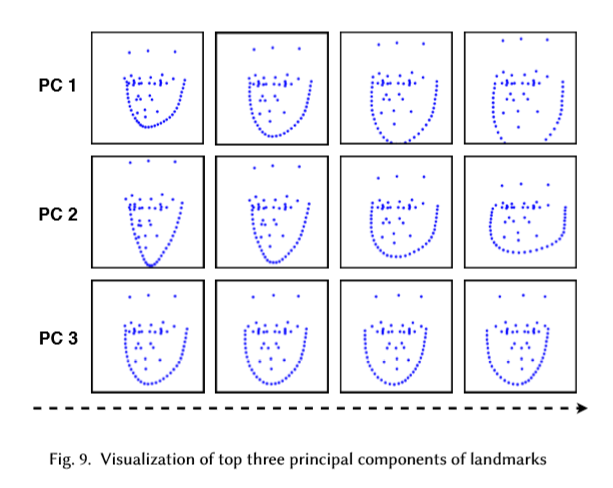 PC 1
PC 2
PC 3
Fig. 9. Visualization of top three principal components of landmarks